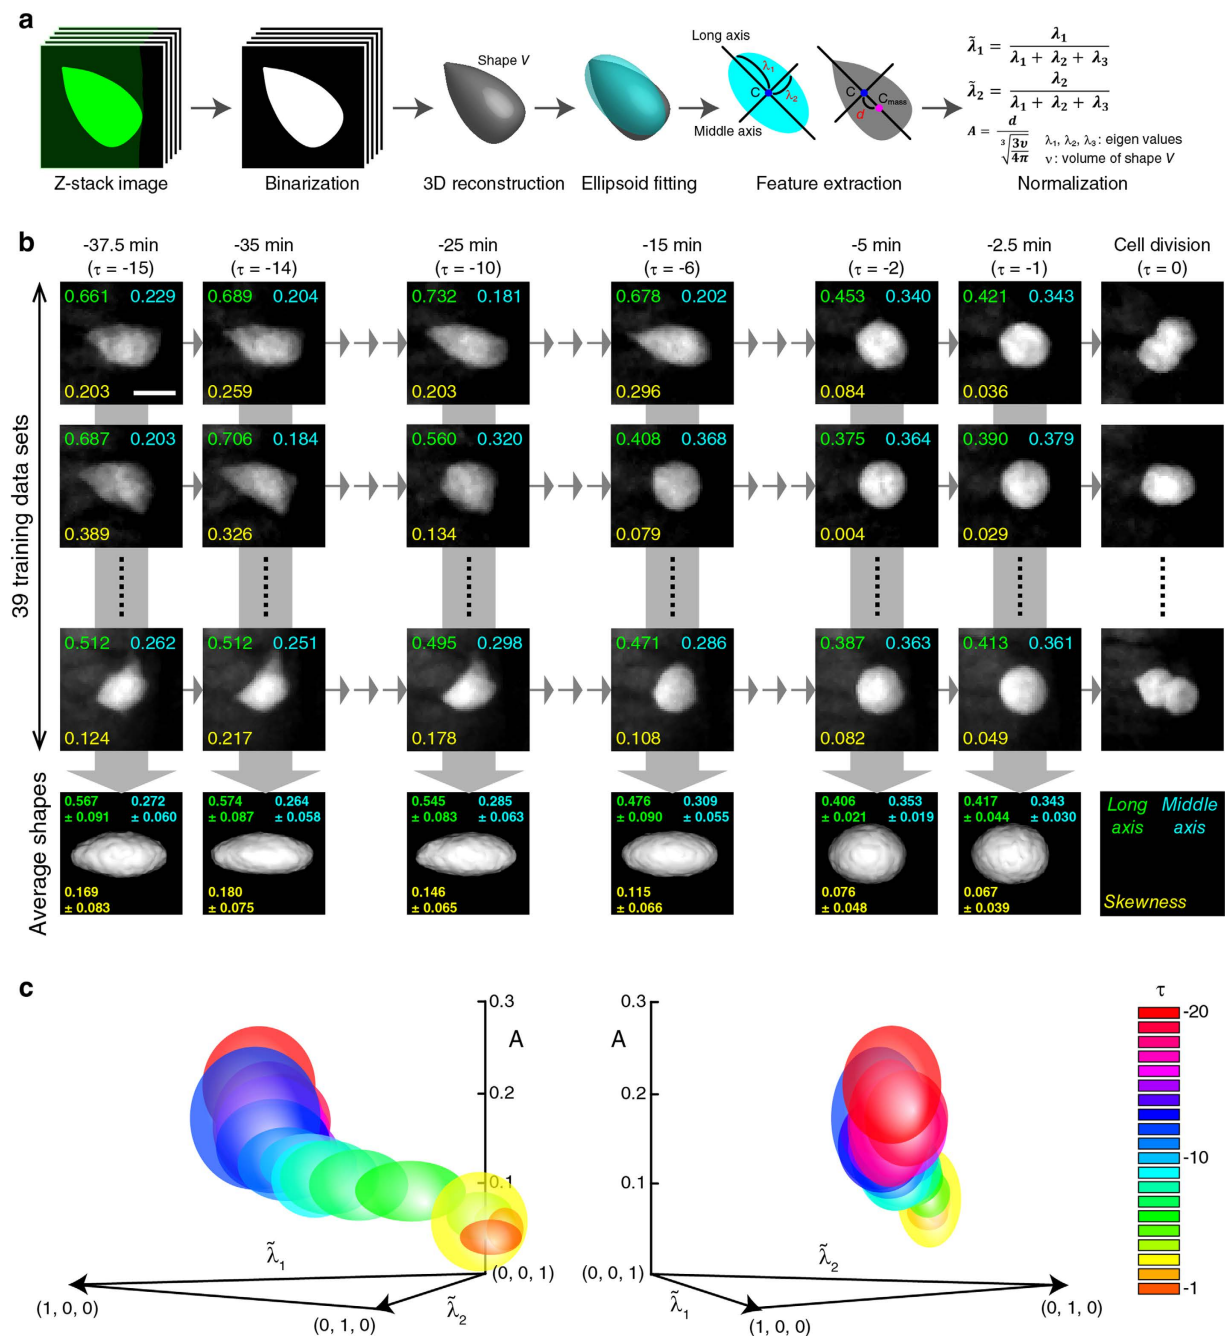 a
Z-stack image
Binarization
Shape V
3D reconstruction
Ellipsoid fitting
Long axis
λ₁
C
λ₂
Middle axis
C
C_mass
d
Feature extraction
λ̃₁ = λ₁ / (λ₁ + λ₂ + λ₃)
λ̃₂ = λ₂ / (λ₁ + λ₂ + λ₃)
A = d / ∛(3v/4π)
λ₁, λ₂, λ₃ : eigen values
ν : volume of shape V
Normalization
b
-37.5 min -35 min -25 min -15 min -5 min -2.5 min Cell division
(τ = -15) (τ = -14) (τ = -10) (τ = -6) (τ = -2) (τ = -1) (τ = 0)
39 training data sets
0.661 0.229 0.689 0.204 0.732 0.181 0.678 0.202 0.453 0.340 0.421 0.343
0.203 0.259 0.203 0.296 0.084 0.036
0.687 0.203 0.706 0.184 0.560 0.320 0.408 0.368 0.375 0.364 0.390 0.379
0.389 0.326 0.134 0.079 0.004 0.029
0.512 0.262 0.512 0.251 0.495 0.298 0.471 0.286 0.387 0.363 0.413 0.361
0.124 0.217 0.178 0.108 0.082 0.049
Average shapes
0.567 0.272 0.574 0.264 0.545 0.285 0.476 0.309 0.406 0.353 0.417 0.343 Long Middle
± 0.091 ± 0.060 ± 0.087 ± 0.058 ± 0.083 ± 0.063 ± 0.090 ± 0.055 ± 0.021 ± 0.019 ± 0.044 ± 0.030 axis axis
0.169 0.180 0.146 0.115 0.076 0.067 Skewness
± 0.083 ± 0.075 ± 0.065 ± 0.066 ± 0.048 ± 0.039
c
0.3
A
0.2
0.1
λ̃₁
(0, 0, 1)
(1, 0, 0)
λ̃₂
(0, 1, 0)
0.3
A
0.2
0.1
λ̃₂
(0, 0, 1)
λ̃₁
(0, 1, 0)
(1, 0, 0)
τ
-20
-10
-1